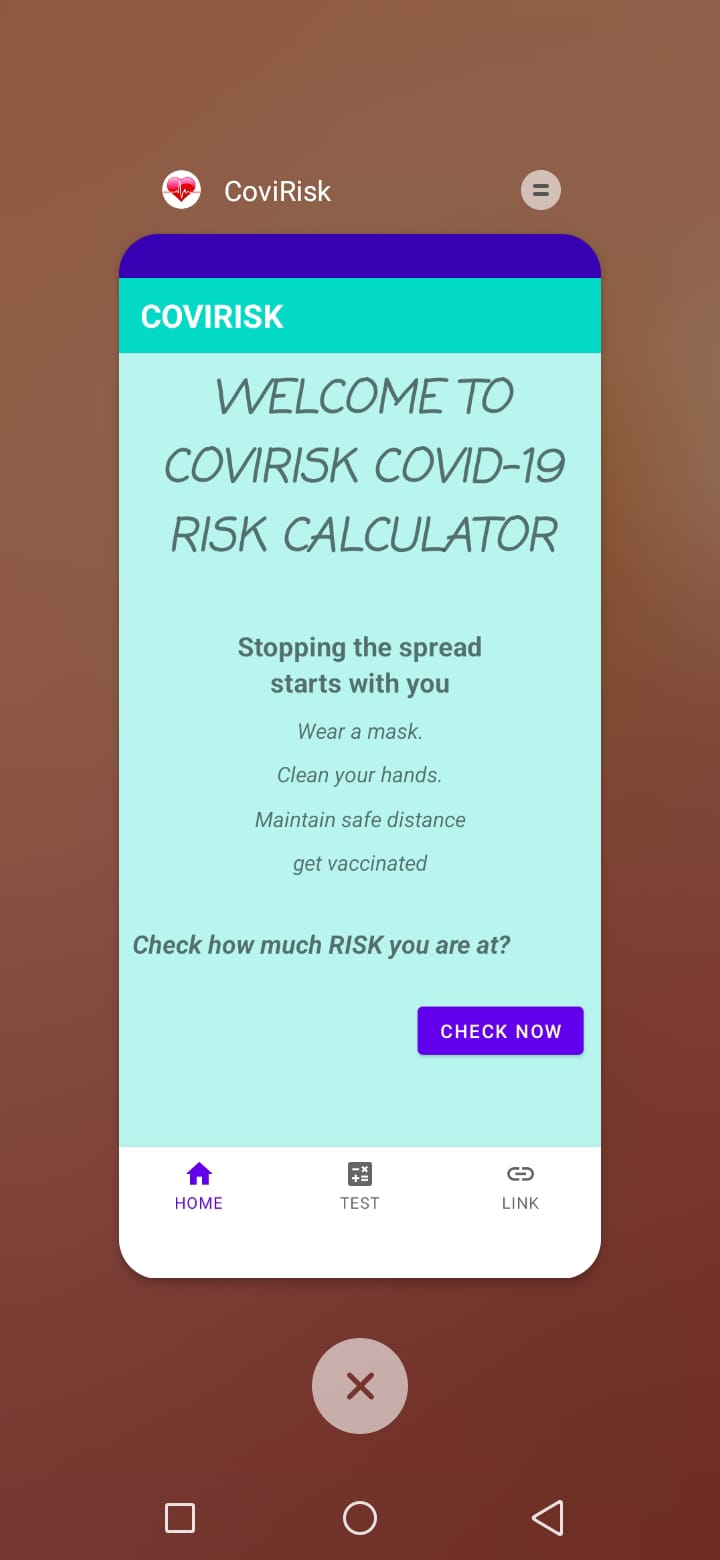 CoviRisk
COVIRISK
WELCOME TO
COVIRISK COVID-19
RISK CALCULATOR
Stopping the spread
starts with you
Wear a mask.
Clean your hands.
Maintain safe distance
get vaccinated
Check how much RISK you are at?
CHECK NOW
HOME
TEST
LINK